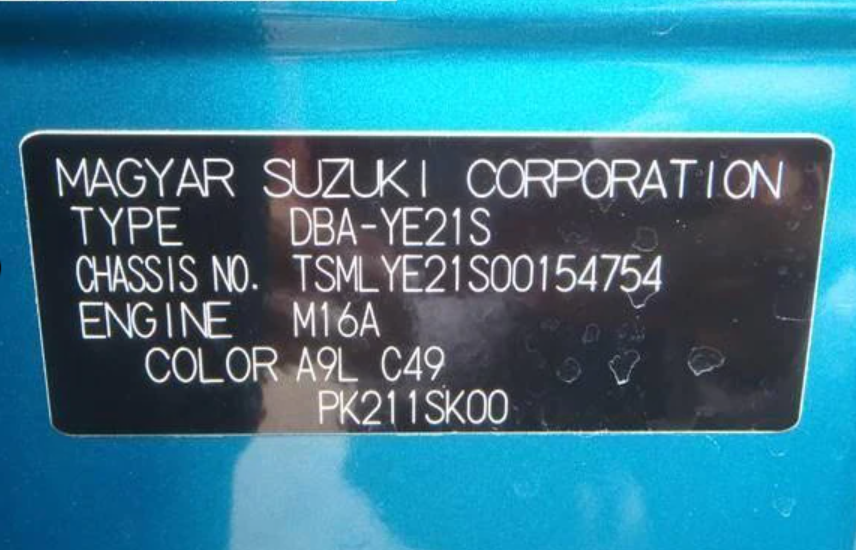 MAGYAR SUZUKI CORPORATION
TYPE DBA-YE21S
CHASSIS NO. TSMLYE21S00154754
ENGINE M16A
COLOR A9L C49
PK211SK00